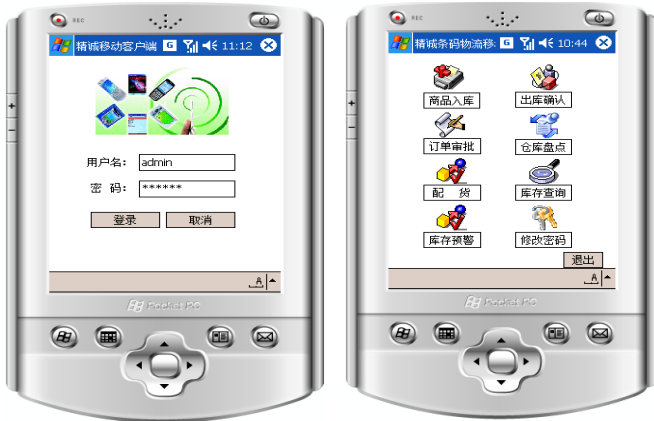 REC
精诚移动客户端 G 11:12
用户名: admin
密 码: ******
登录 取消
A
Pocket PC
REC
精诚条码物流移 G 10:44
商品入库 出库确认
订单审批 仓库盘点
配 货 库存查询
库存预警 修改密码
退出
A
Pocket PC